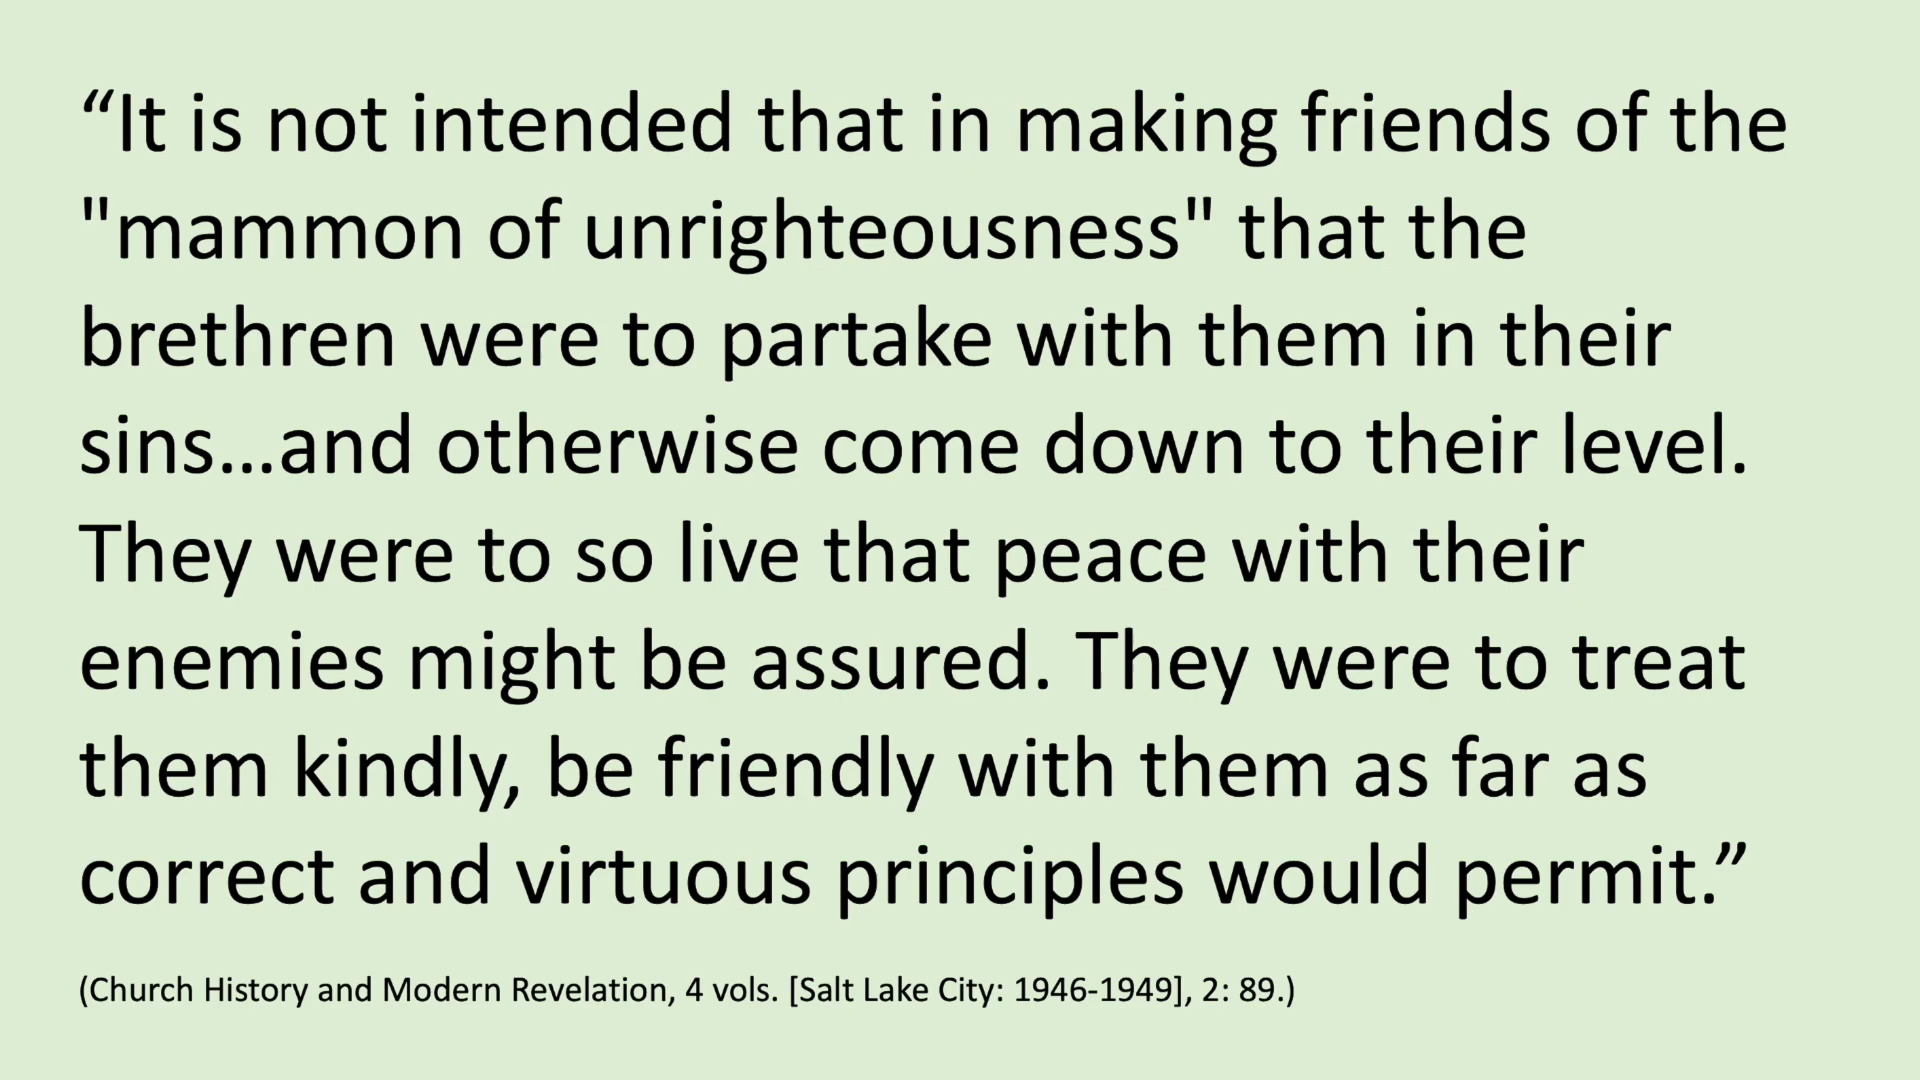 “It is not intended that in making friends of the
"mammon of unrighteousness" that the
brethren were to partake with them in their
sins...and otherwise come down to their level.
They were to so live that peace with their
enemies might be assured. They were to treat
them kindly, be friendly with them as far as
correct and virtuous principles would permit.”
(Church History and Modern Revelation, 4 vols. [Salt Lake City: 1946-1949], 2: 89.)